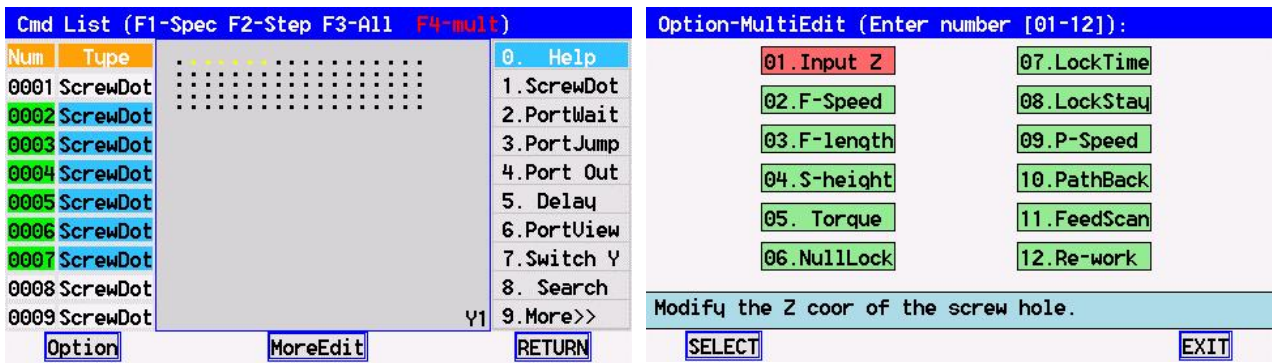 Cmd List (F1-Spec F2-Step F3-All F4-mult)
Num Type
0001 ScrewDot
0002 ScrewDot
0003 ScrewDot
0004 ScrewDot
0005 ScrewDot
0006 ScrewDot
0007 ScrewDot
0008 ScrewDot
0009 ScrewDot
Y1
0. Help
1.ScrewDot
2.PortWait
3.PortJump
4.Port Out
5. Delay
6.PortView
7.Switch Y
8. Search
9.More>>
Option MoreEdit RETURN
Option-MultiEdit (Enter number [01-12]):
01.Input Z
02.F-Speed
03.F-length
04.S-height
05. Torque
06.NullLock
07.LockTime
08.LockStay
09.P-Speed
10.PathBack
11.FeedScan
12.Re-work
Modify the Z coor of the screw hole.
SELECT EXIT